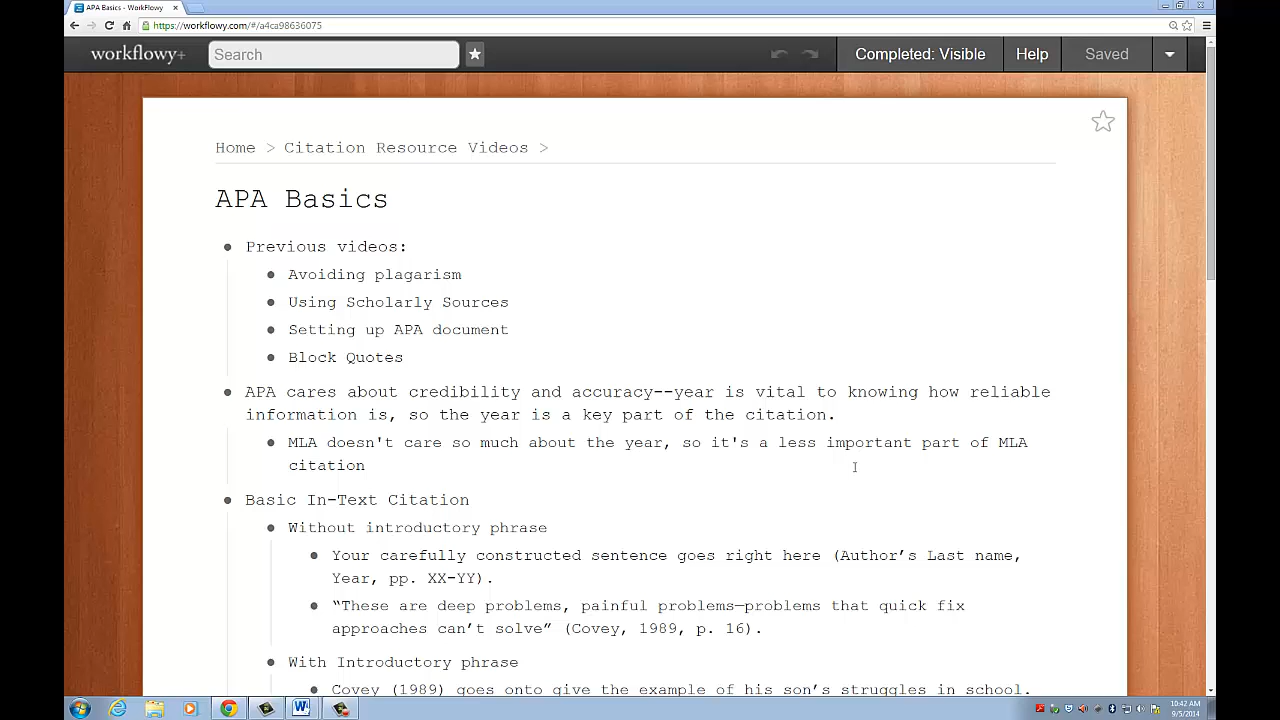 APA Basics - WorkFlowy
https://workflowy.com/#/a4ca98636075
workflowy+
Search
Completed: Visible
Help
Saved
Home > Citation Resource Videos >
APA Basics
Previous videos:
Avoiding plagarism
Using Scholarly Sources
Setting up APA document
Block Quotes
APA cares about credibility and accuracy--year is vital to knowing how reliable
information is, so the year is a key part of the citation.
MLA doesn't care so much about the year, so it's a less important part of MLA
citation
Basic In-Text Citation
Without introductory phrase
Your carefully constructed sentence goes right here (Author’s Last name,
Year, pp. XX-YY).
“These are deep problems, painful problems—problems that quick fix
approaches can’t solve” (Covey, 1989, p. 16).
With Introductory phrase
Covey (1989) goes onto give the example of his son's struggles in school.
10:42 AM
9/5/2014